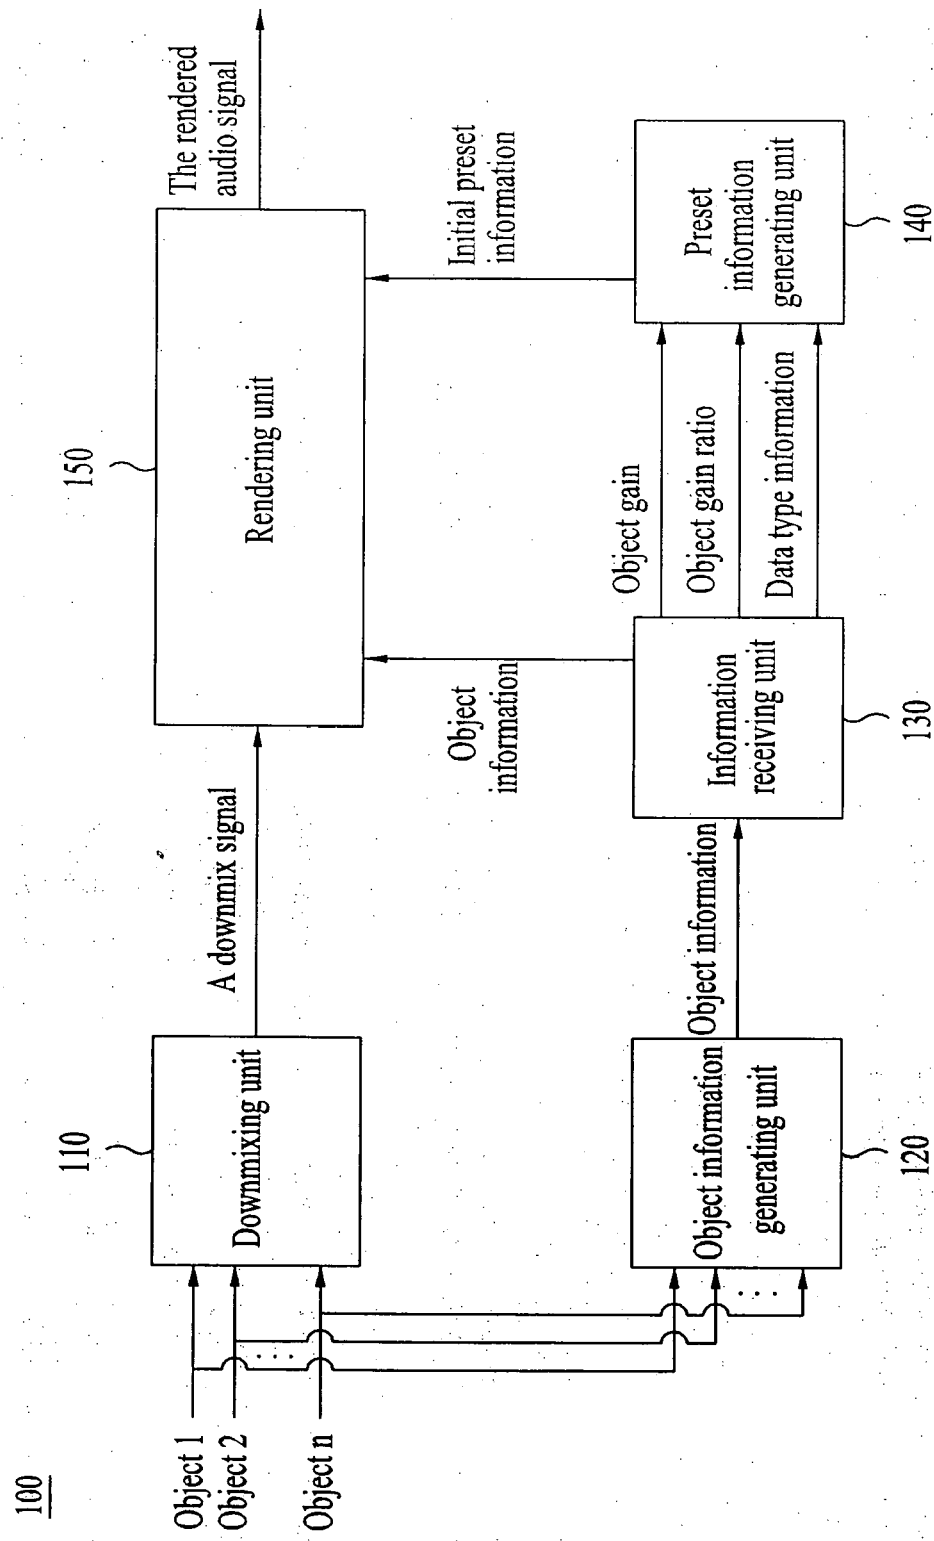 100
Object 1
Object 2
Object n
110
Downmixing unit
A downmix signal
150
Rendering unit
The rendered
audio signal
120
Object information
generating unit
Object information
130
Information
receiving unit
Object
information
Object gain
Object gain ratio
Data type information
140
Preset
information
generating unit
Initial preset
information